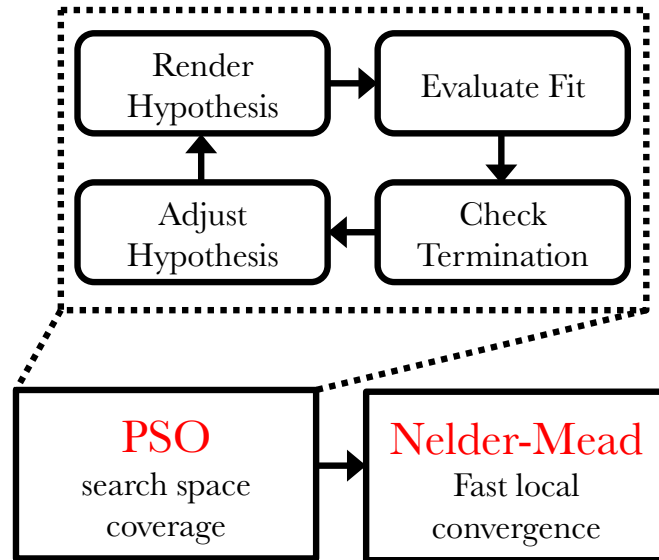 Render
Hypothesis
Evaluate Fit
Adjust
Hypothesis
Check
Termination
PSO
search space
coverage
Nelder-Mead
Fast local
convergence